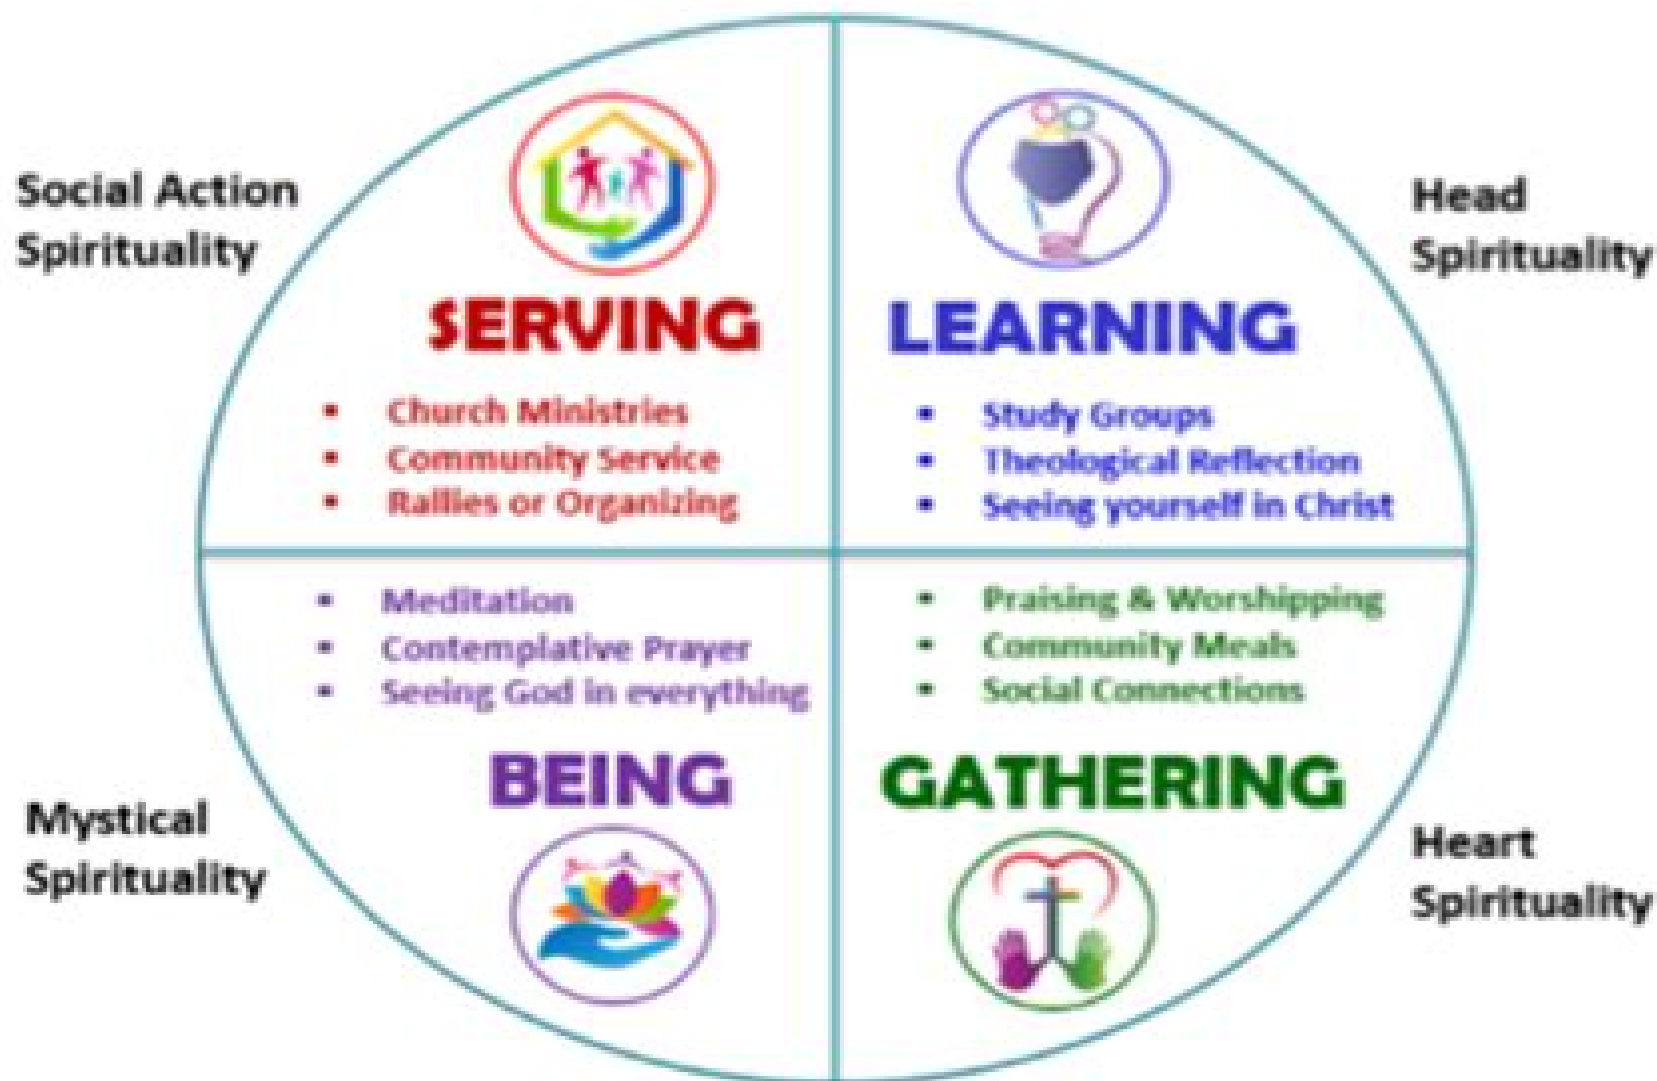 Social Action
Spirituality
SERVING
Church Ministries
Community Service
Rallies or Organizing
Head
Spirituality
LEARNING
Study Groups
Theological Reflection
Seeing yourself in Christ
Mystical
Spirituality
Meditation
Contemplative Prayer
Seeing God in everything
BEING
Praising & Worshipping
Community Meals
Social Connections
GATHERING
Heart
Spirituality